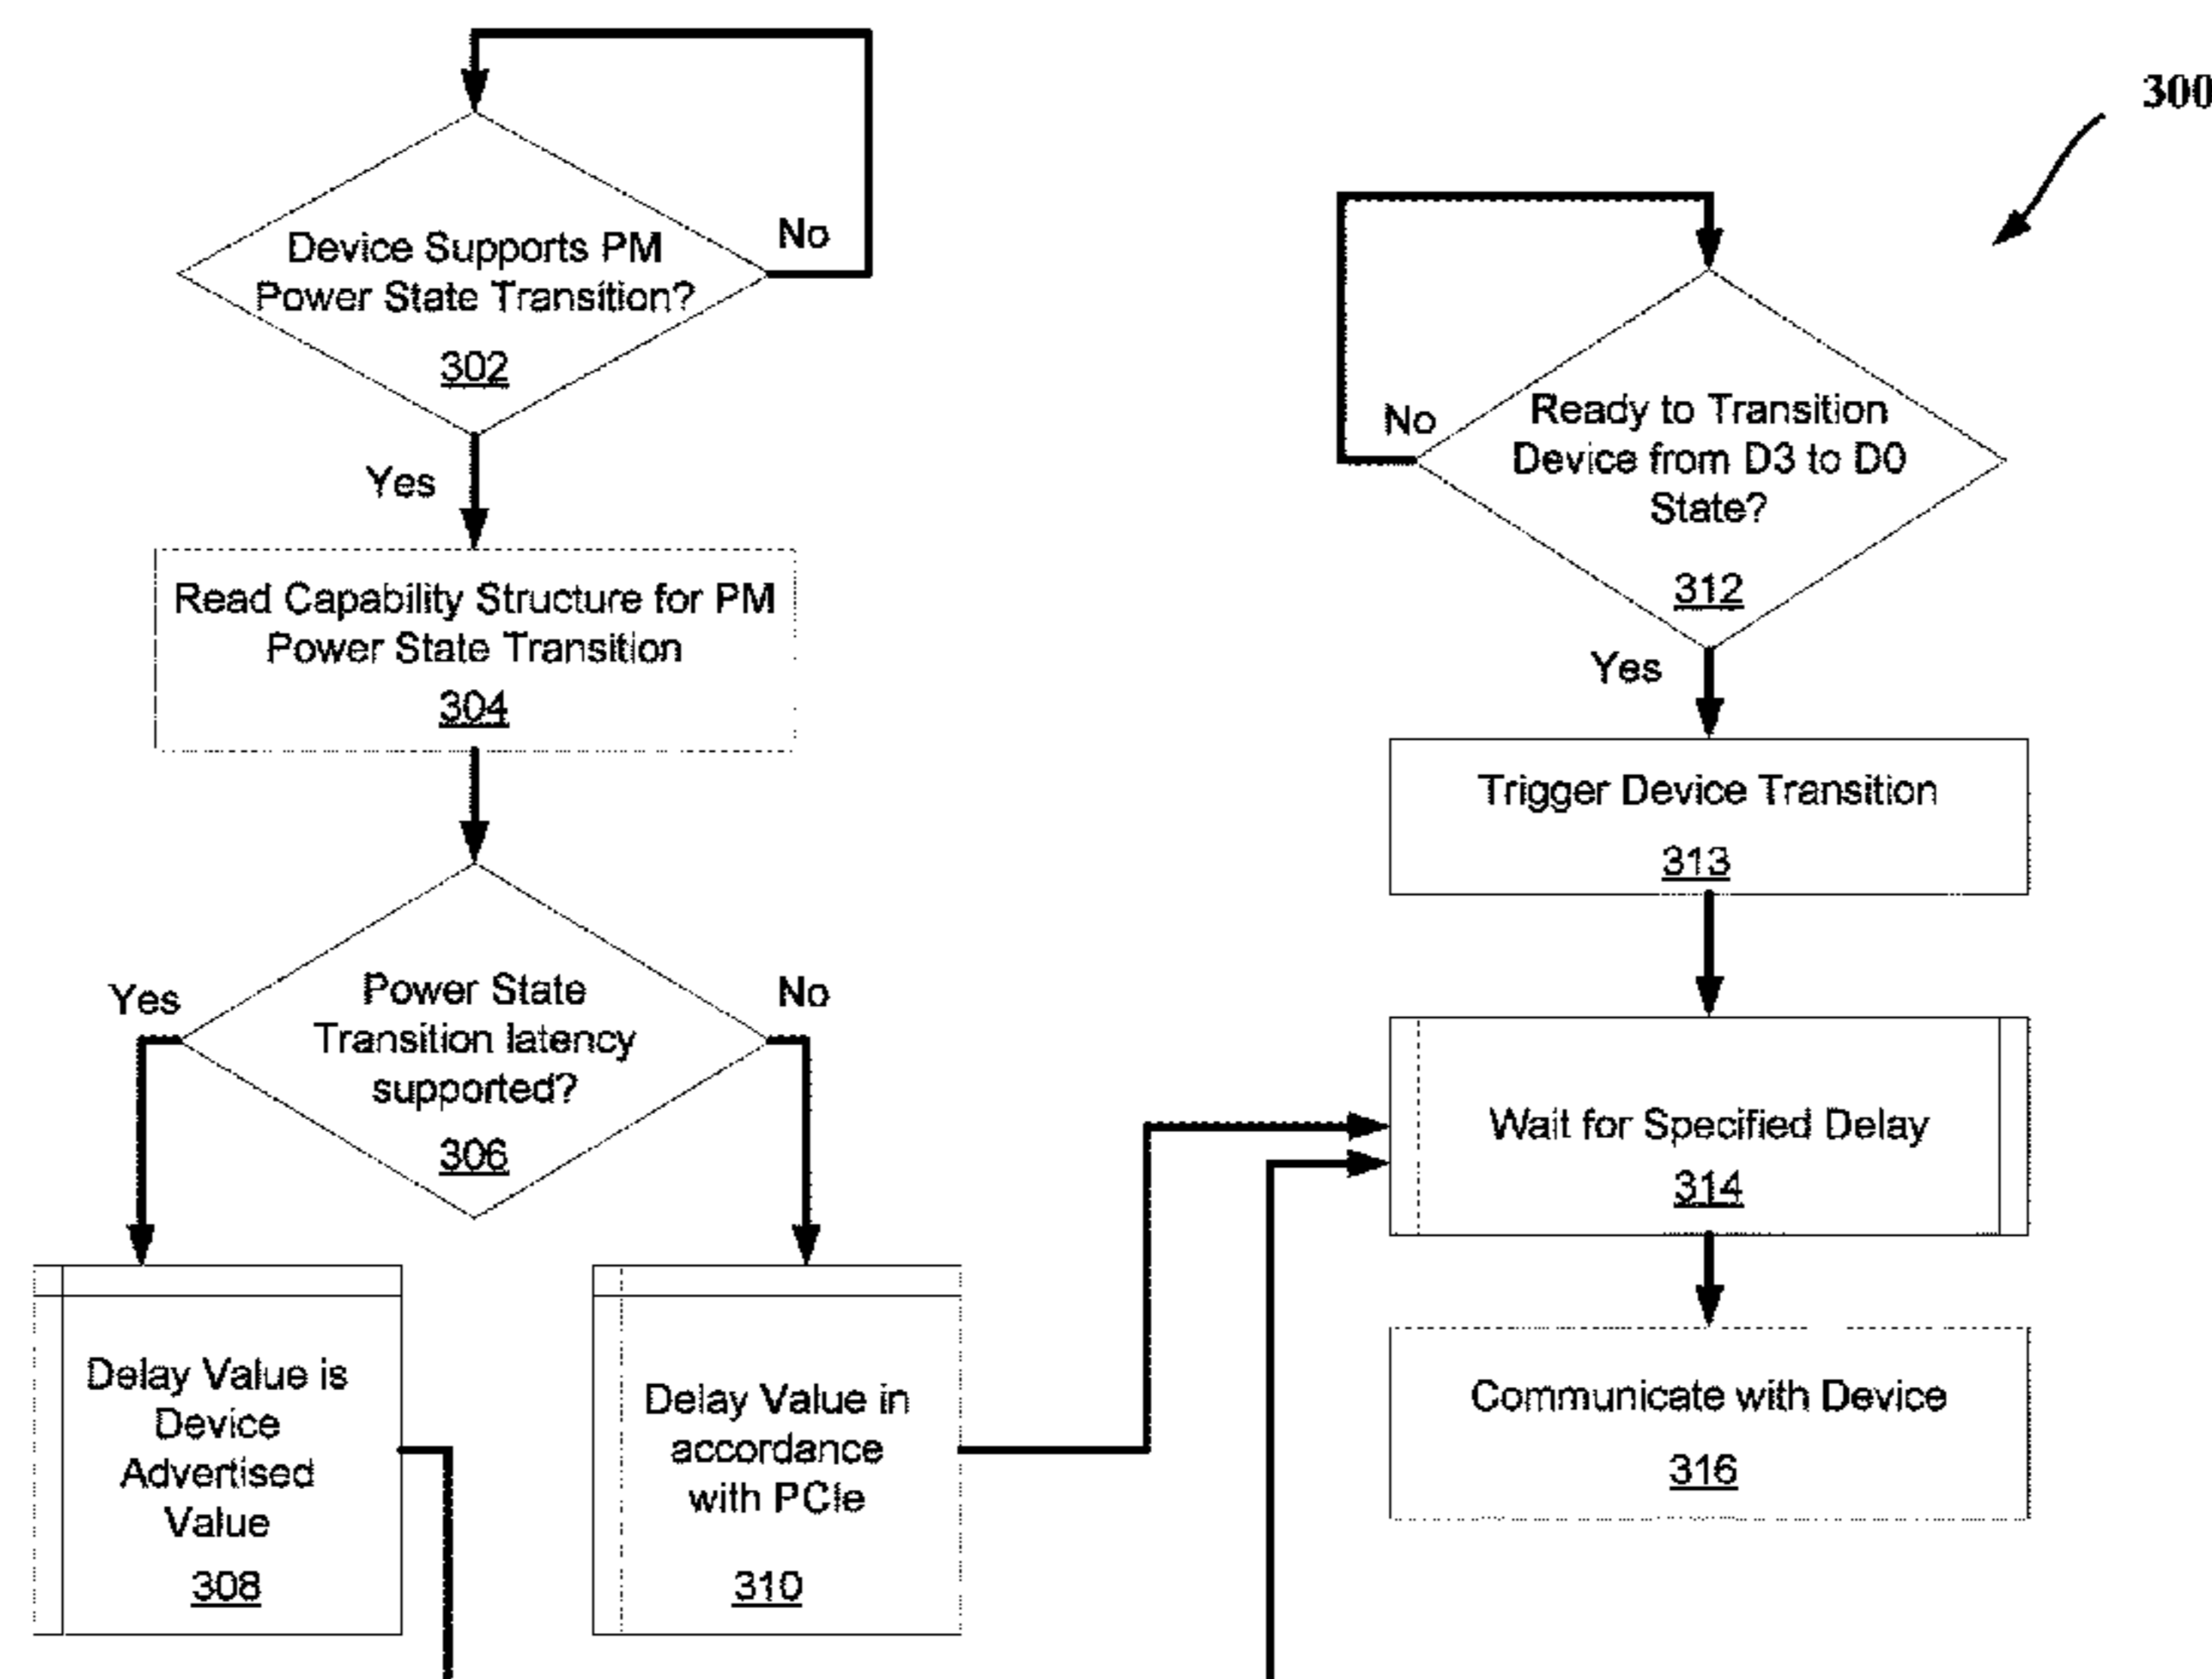 300
Device Supports PM
Power State Transition?
302
No
Yes
Read Capability Structure for PM
Power State Transition
304
Power State
Transition latency
supported?
306
Yes
No
Delay Value is
Device
Advertised
Value
308
Delay Value in
accordance
with PCIe
310
Ready to Transition
Device from D3 to D0
State?
312
No
Yes
Trigger Device Transition
313
Wait for Specified Delay
314
Communicate with Device
316